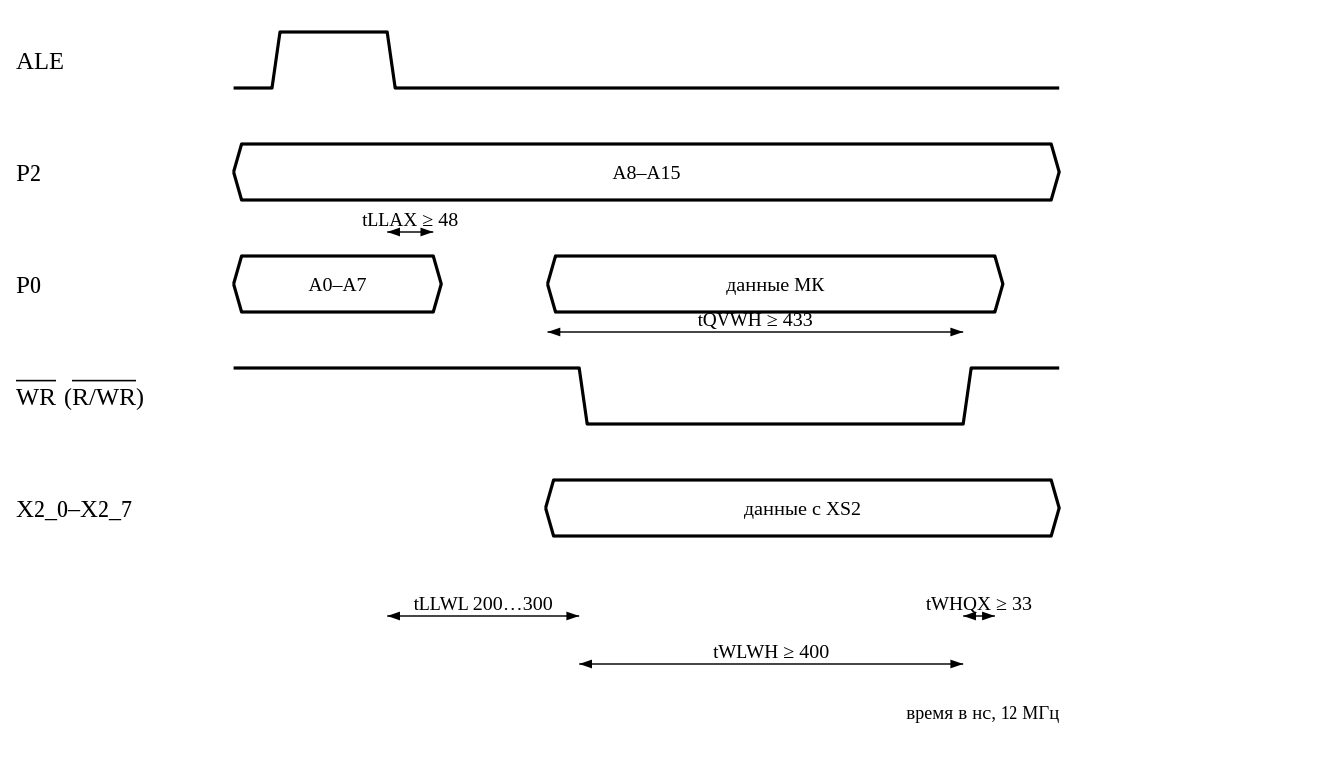 ALE
P2
A8–A15
tLLAX ≥ 48
P0
A0–A7
данные МК
tQVWH ≥ 433
WR (R/WR)
X2_0–X2_7
данные с XS2
tLLWL 200…300
tWHQX ≥ 33
tWLWH ≥ 400
время в нс, 12 МГц